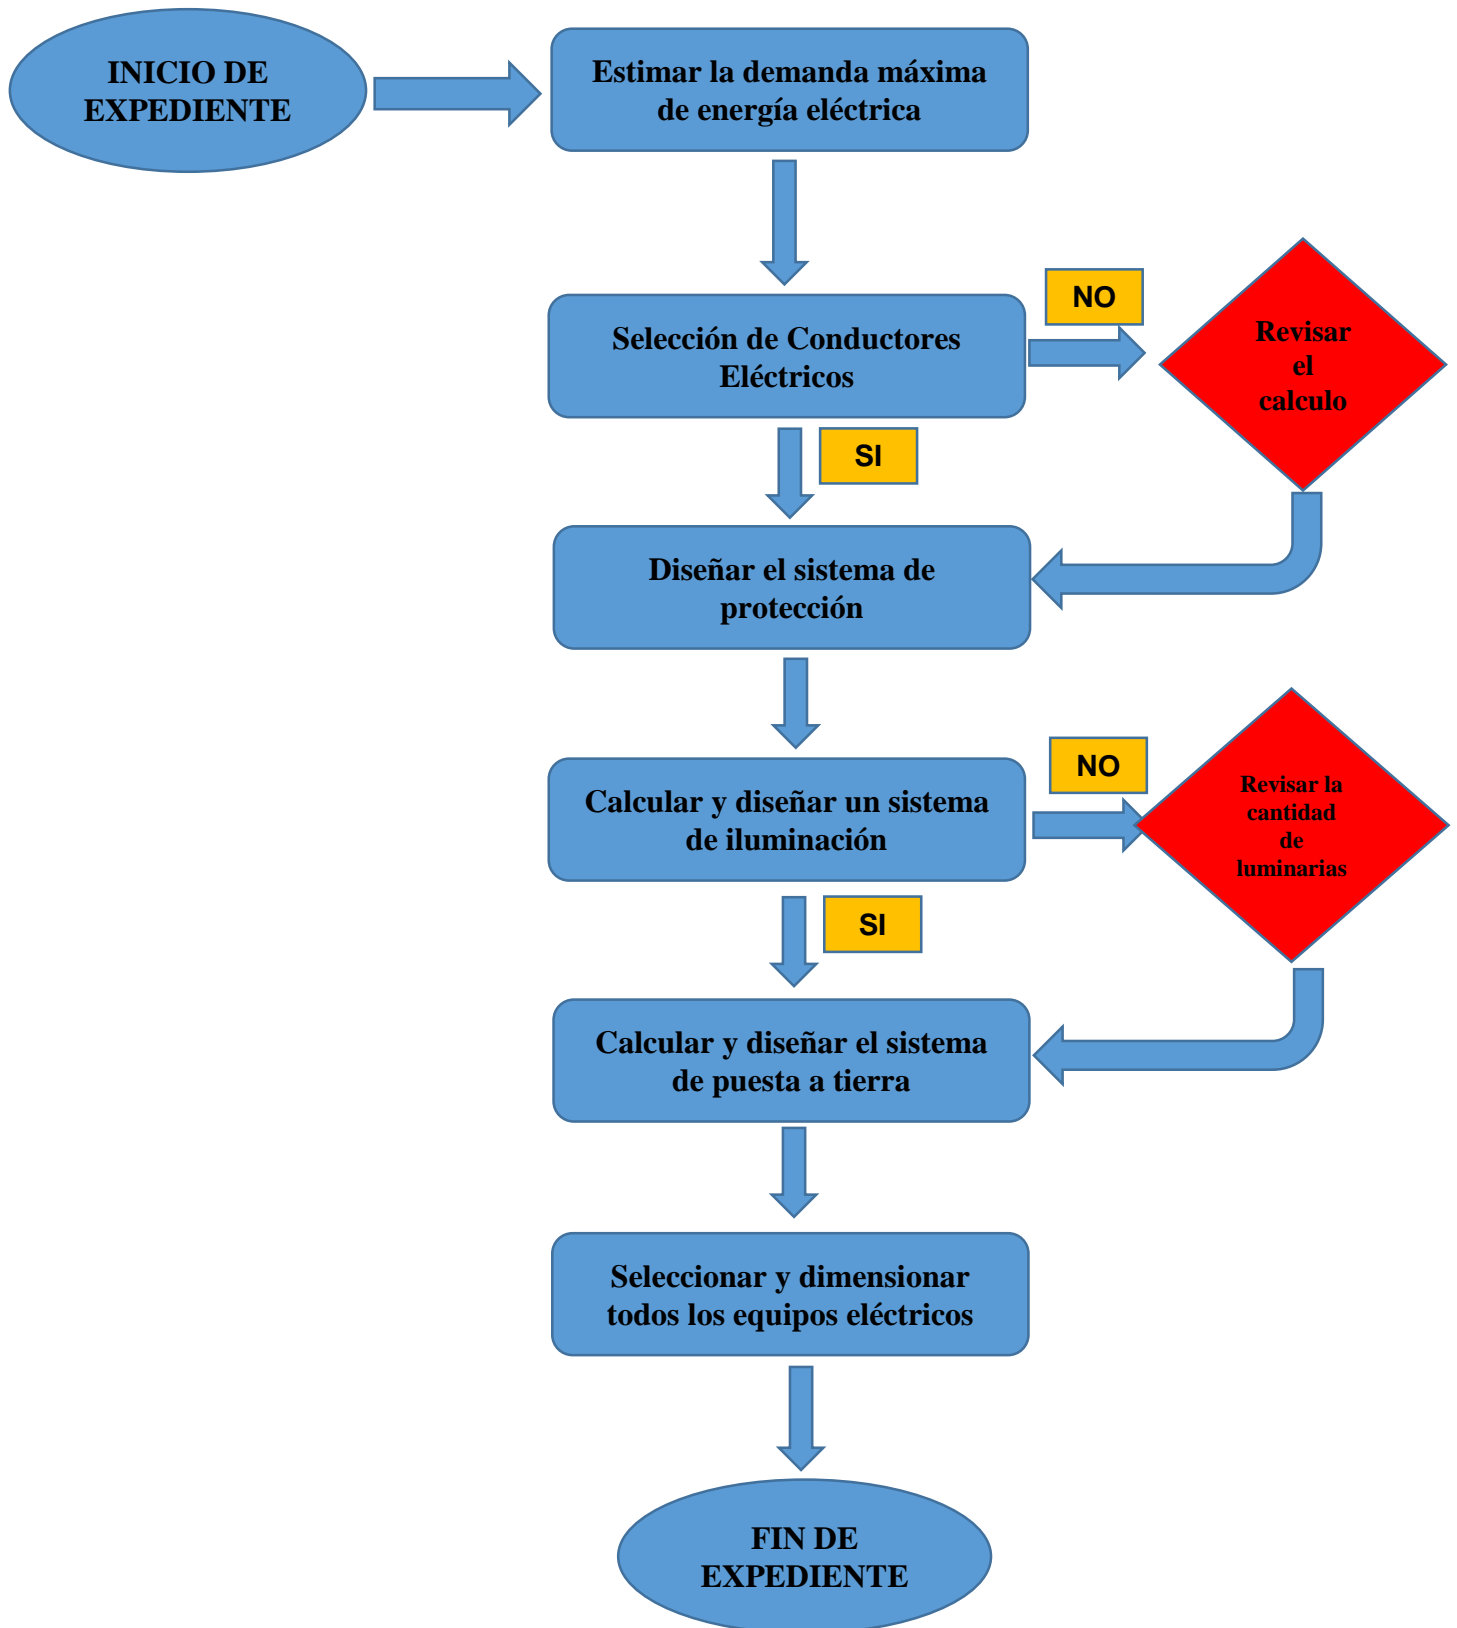 INICIO DE
EXPEDIENTE
Estimar la demanda máxima
de energía eléctrica
Selección de Conductores
Eléctricos
NO
Revisar
el
calculo
SI
Diseñar el sistema de
protección
Calcular y diseñar un sistema
de iluminación
NO
Revisar la
cantidad
de
luminarias
SI
Calcular y diseñar el sistema
de puesta a tierra
Seleccionar y dimensionar
todos los equipos eléctricos
FIN DE
EXPEDIENTE